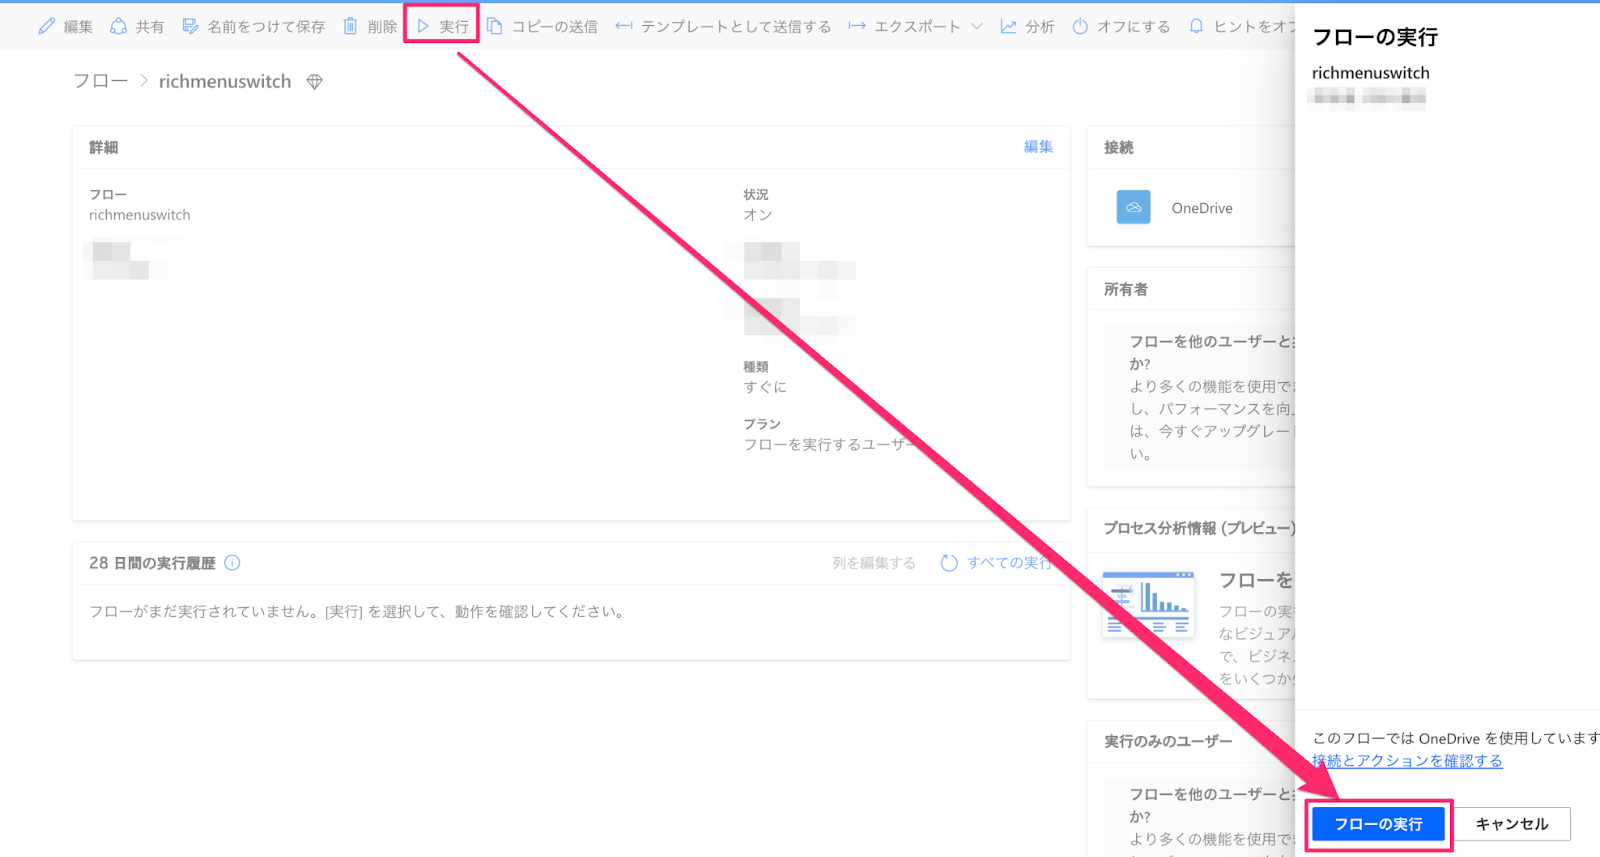 編集 共有 名前をつけて保存 削除 実行 コピーの送信 テンプレートとして送信する エクスポート 分析 オフにする ヒントをオフ
フロー > richmenuswitch
詳細
編集
フロー
richmenuswitch
状況
オン
種類
すぐに
プラン
フローを実行するユーザー
28 日間の実行履歴
列を編集する
すべての実行
フローがまだ実行されていません。[実行] を選択して、動作を確認してください。
接続
OneDrive
所有者
フローを他のユーザーと
か?
より多くの機能を使用でき
し、パフォーマンスを向上
は、今すぐアップグレード
い。
プロセス分析情報 (プレビュー)
フローを
フローの実
なビジュアル
で、ビジネス
をいくつか
実行のみのユーザー
フローを他のユーザーと
か?
より多くの機能を使用でき
フローの実行
richmenuswitch
このフローでは OneDrive を使用しています
接続とアクションを確認する
フローの実行
キャンセル